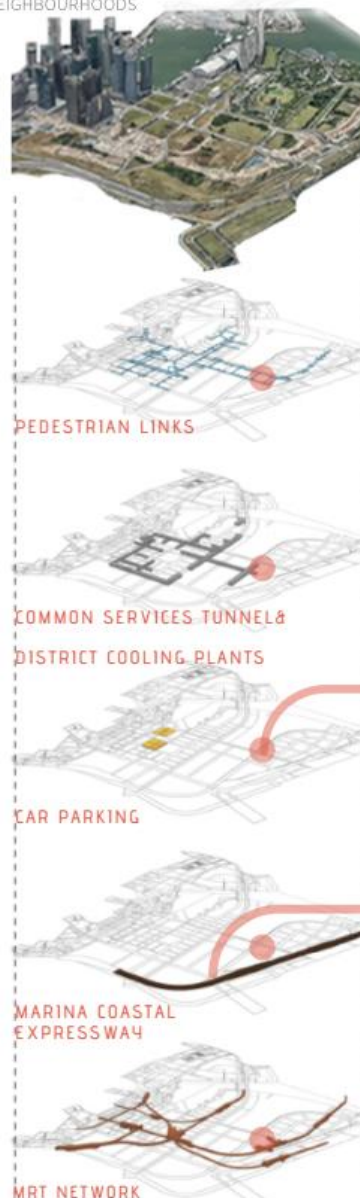 EIGHBOURHOODS
PEDESTRIAN LINKS
COMMON SERVICES TUNNEL&
DISTRICT COOLING PLANTS
CAR PARKING
MARINA COASTAL
EXPRESSWAY
MRT NETWORK